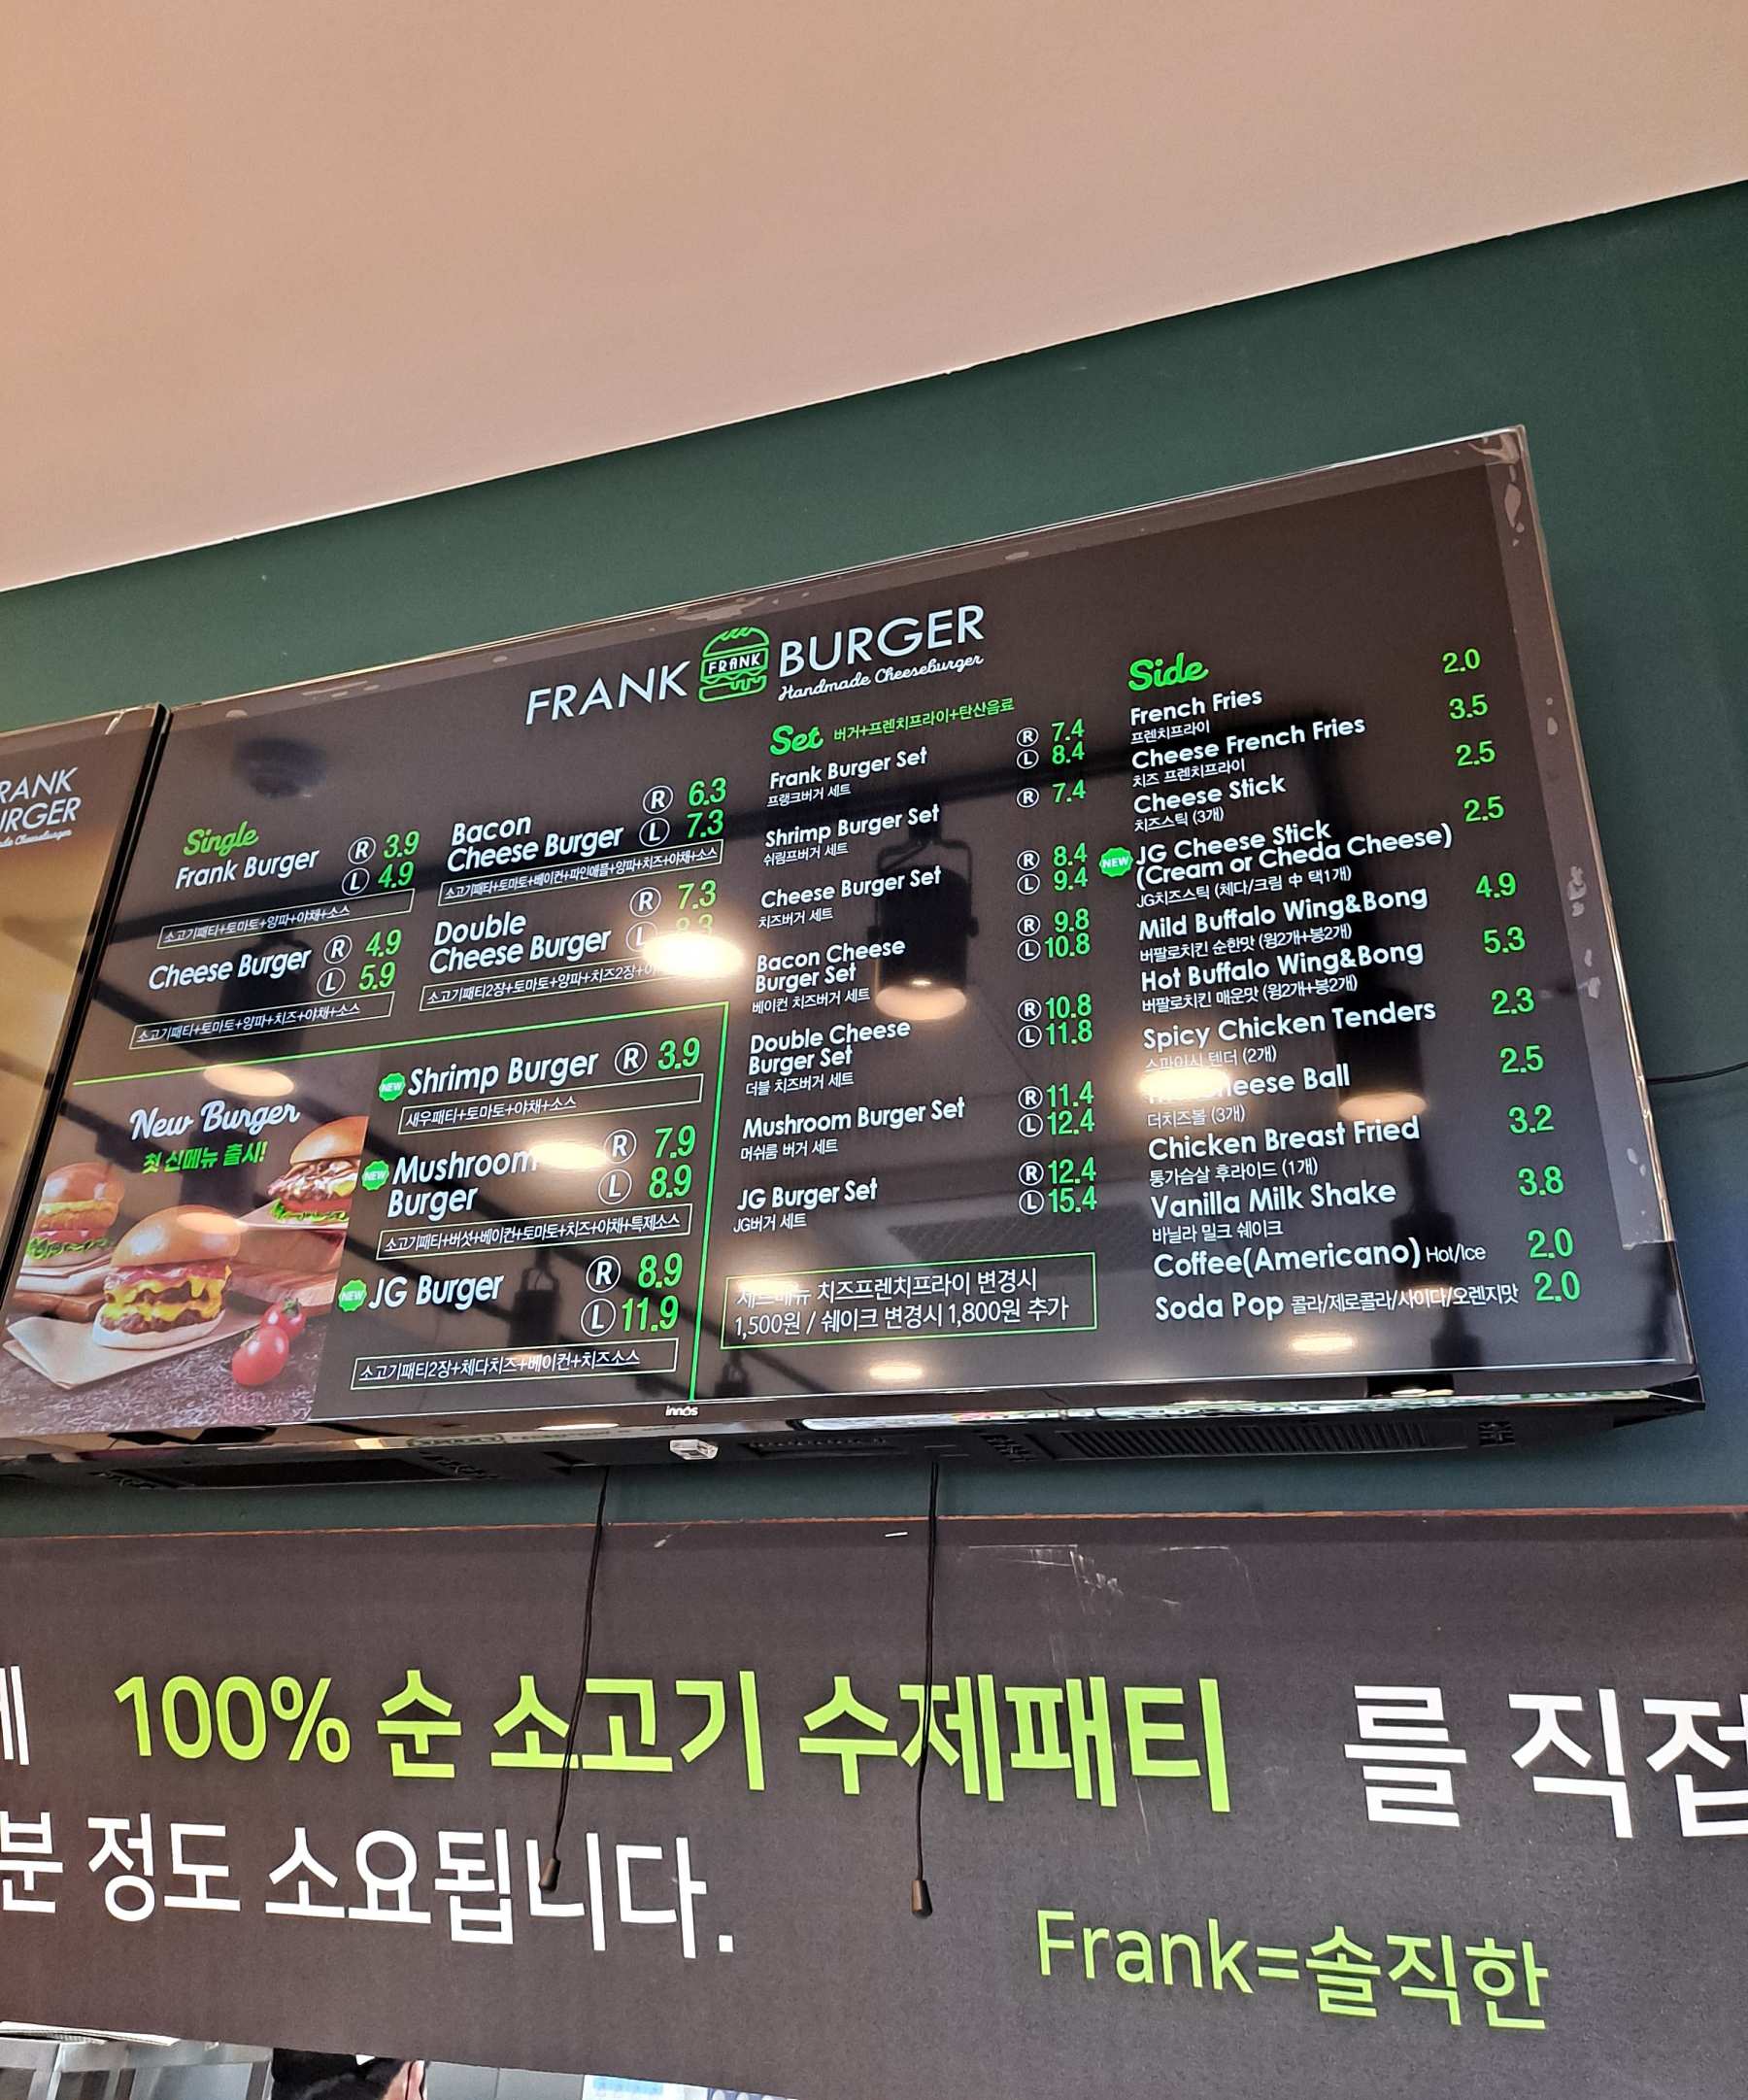 RANK
URGER
FRANK
FRANK
BURGER
Handmade Cheeseburger
Single
Frank Burger Ⓡ 3.9
Ⓛ 4.9
소고기패티+토마토+양파+야채+소스
Cheese Burger Ⓡ 4.9
Ⓛ 5.9
소고기패티+토마토+양파+치즈+야채+소스
Bacon Ⓡ 6.3
Cheese Burger Ⓛ 7.3
소고기패티+토마토+베이컨+파인애플+양파+치즈+야채+소스
Double Ⓡ 7.3
Cheese Burger Ⓛ
소고기패티2장+토마토+양파+치즈2장+
New Burger
첫 신메뉴 출시!
NEW Shrimp Burger Ⓡ 3.9
새우패티+토마토+야채+소스
NEW Mushroom Ⓡ 7.9
Burger Ⓛ 8.9
소고기패티+버섯+베이컨+토마토+치즈+야채+특제소스
NEW JG Burger Ⓡ 8.9
Ⓛ 11.9
소고기패티2장+체다치즈+베이컨+치즈소스
Set 버거+프렌치프라이+탄산음료
Frank Burger Set Ⓡ 7.4
프랭크버거 세트 Ⓛ 8.4
Shrimp Burger Set Ⓡ 7.4
쉬림프버거 세트
Cheese Burger Set Ⓡ 8.4
치즈버거 세트 Ⓛ 9.4
Bacon Cheese Ⓡ 9.8
Burger Set Ⓛ 10.8
베이컨 치즈버거 세트
Double Cheese Ⓡ 10.8
Burger Set Ⓛ 11.8
더블 치즈버거 세트
Mushroom Burger Set Ⓡ 11.4
머쉬룸 버거 세트 Ⓛ 12.4
JG Burger Set Ⓡ 12.4
JG버거 세트 Ⓛ 15.4
세트메뉴 치즈프렌치프라이 변경시
1,500원 / 쉐이크 변경시 1,800원 추가
Side
French Fries 2.0
프렌치프라이
Cheese French Fries 3.5
치즈 프렌치프라이
Cheese Stick 2.5
치즈스틱 (3개)
NEW JG Cheese Stick 2.5
(Cream or Cheda Cheese)
JG치즈스틱 (체다/크림 中 택1개)
Mild Buffalo Wing&Bong 4.9
버팔로치킨 순한맛 (윙2개+봉2개)
Hot Buffalo Wing&Bong 5.3
버팔로치킨 매운맛 (윙2개+봉2개)
Spicy Chicken Tenders 2.3
스파이시 텐더 (2개)
Cheese Ball 2.5
더치즈볼 (3개)
Chicken Breast Fried 3.2
통가슴살 후라이드 (1개)
Vanilla Milk Shake 3.8
바닐라 밀크 쉐이크
Coffee(Americano) Hot/Ice 2.0
Soda Pop 콜라/제로콜라/사이다/오렌지맛 2.0
innos
100% 순 소고기 수제패티 를 직접
분 정도 소요됩니다.
Frank=솔직한